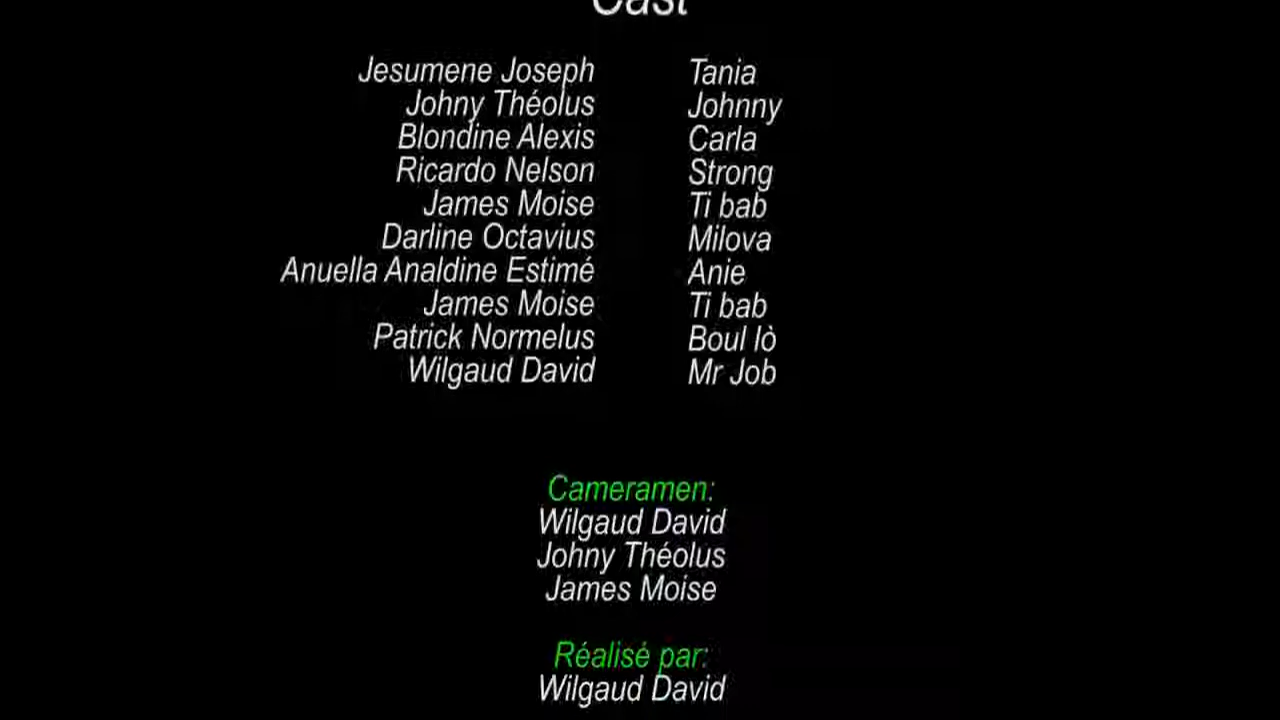 Cast
Jesumene Joseph Tania
Johny Théolus Johnny
Blondine Alexis Carla
Ricardo Nelson Strong
James Moise Ti bab
Darline Octavius Milova
Anuella Analdine Estimé Anie
James Moise Ti bab
Patrick Normelus Boul lò
Wilgaud David Mr Job
Cameramen:
Wilgaud David
Johny Théolus
James Moise
Réalisé par:
Wilgaud David